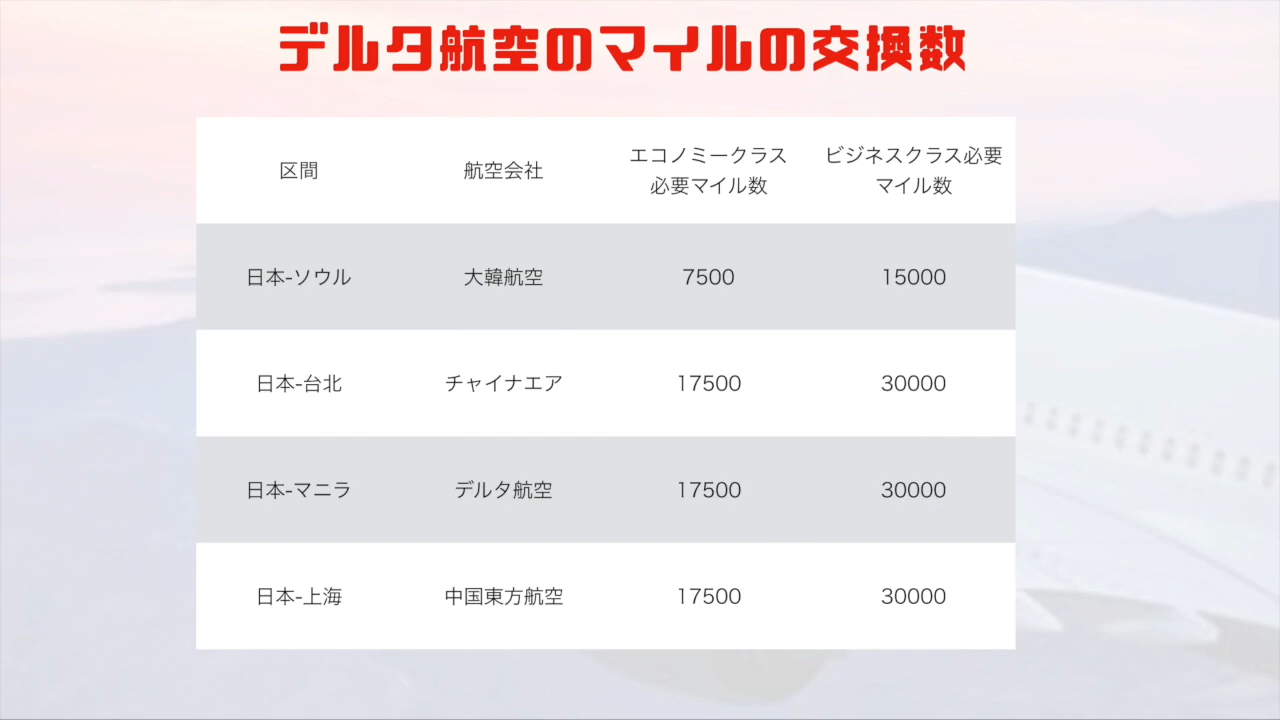 デルタ航空のマイルの交換数
区間 航空会社 エコノミークラス必要マイル数 ビジネスクラス必要マイル数
日本-ソウル 大韓航空 7500 15000
日本-台北 チャイナエア 17500 30000
日本-マニラ デルタ航空 17500 30000
日本-上海 中国東方航空 17500 30000